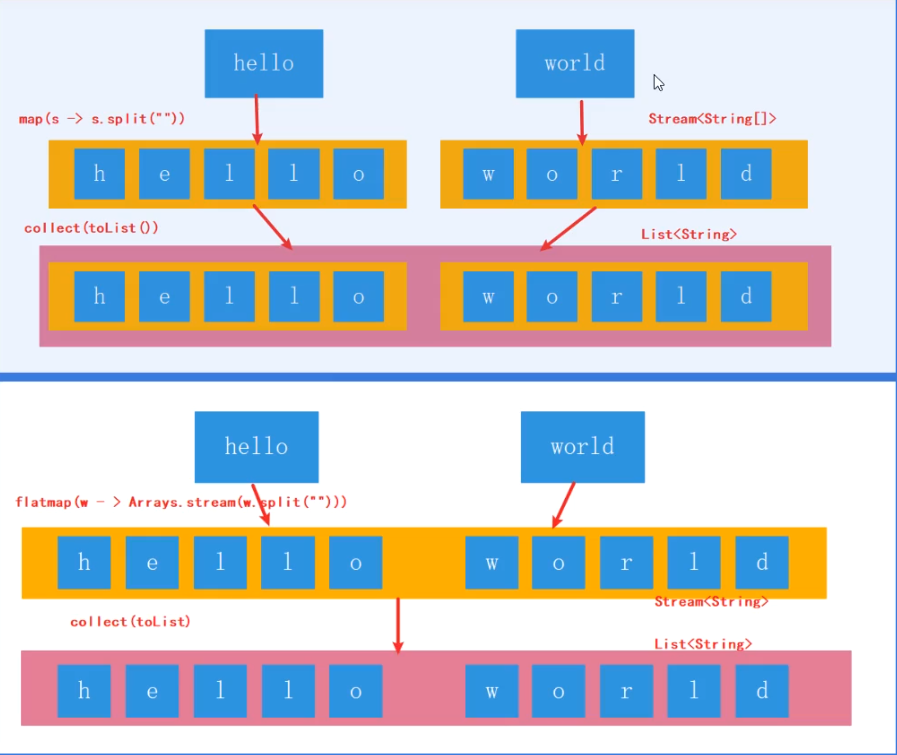 hello world
map(s -> s.split(""))
Stream<String[]>
h e l l o w o r l d
collect(toList())
List<String>
h e l l o w o r l d
hello world
flatmap(w - > Arrays.stream(w.split("")))
h e l l o w o r l d
Stream<String>
collect(toList)
List<String>
h e l l o w o r l d